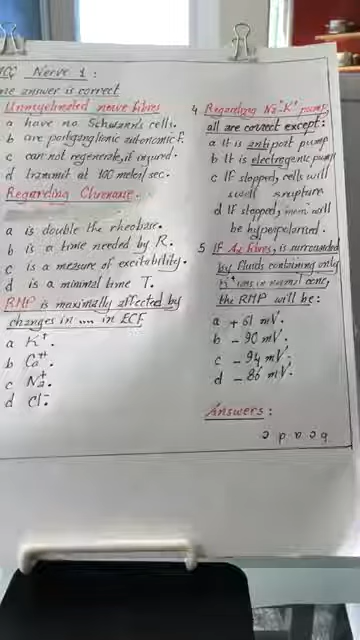 MCQ Nerve 1:
one answer is correct
Unmyelinated nerve fibres
a have no Schwann's cells.
b are postganglionic autonomic f.
c can not regenerate, if injured.
d transmit at 100 meter/sec.
Regarding Chronaxie.
a is double the rheobase.
b is a time needed by R.
c is a measure of excitability.
d is a minimal time T.
RMP is maximally affected by
changes in .... in ECF
a K+.
b Ca++
c Na+.
d Cl-.
4 Regarding Na+-K+ pump,
all are correct except:
a It is antiport pump
b It is electrogenic pump
c IF stopped, cells will
swell & rupture
d IF stopped, mem will
be hyperpolarised.
5 IF Aα fibres, is surrounded
by fluids containing only
K+ ions in normal conc,
the RMP will be:
a + 61 mV.
b - 90 mV.
c - 94 mV.
d - 86 mV.
Answers:
b c a d c